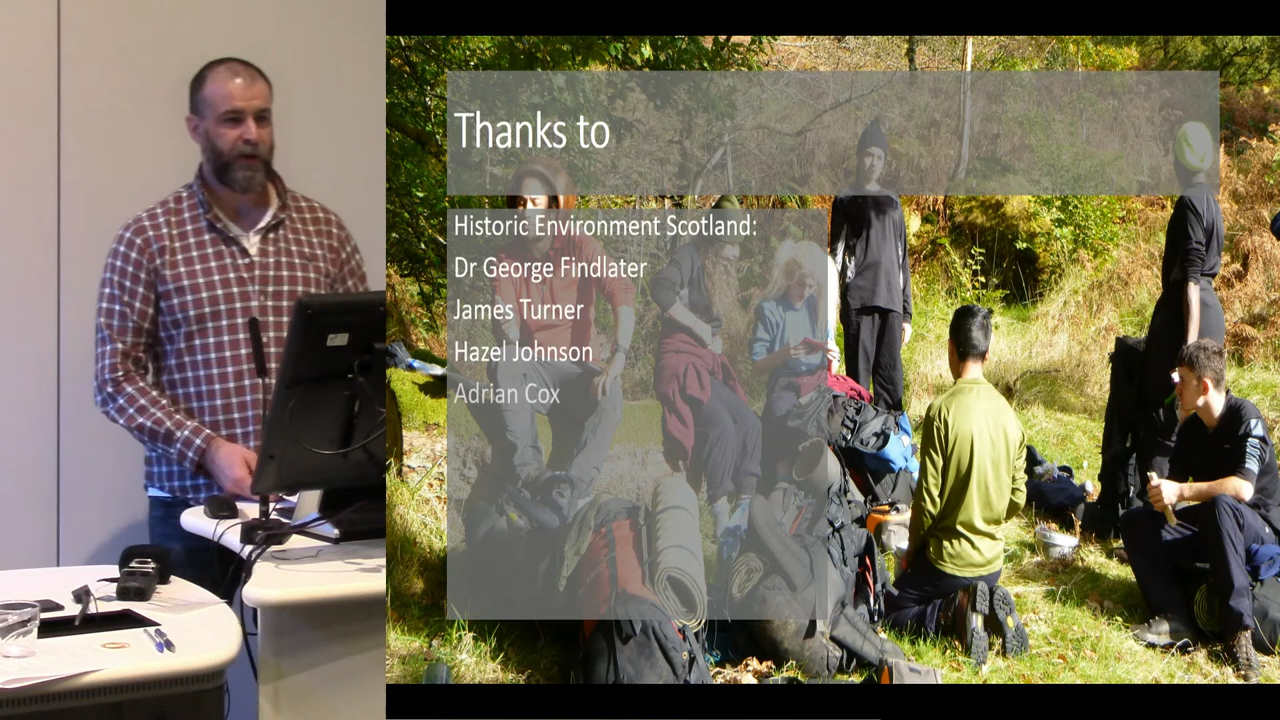 Thanks to
Historic Environment Scotland:
Dr George Findlater
James Turner
Hazel Johnson
Adrian Cox